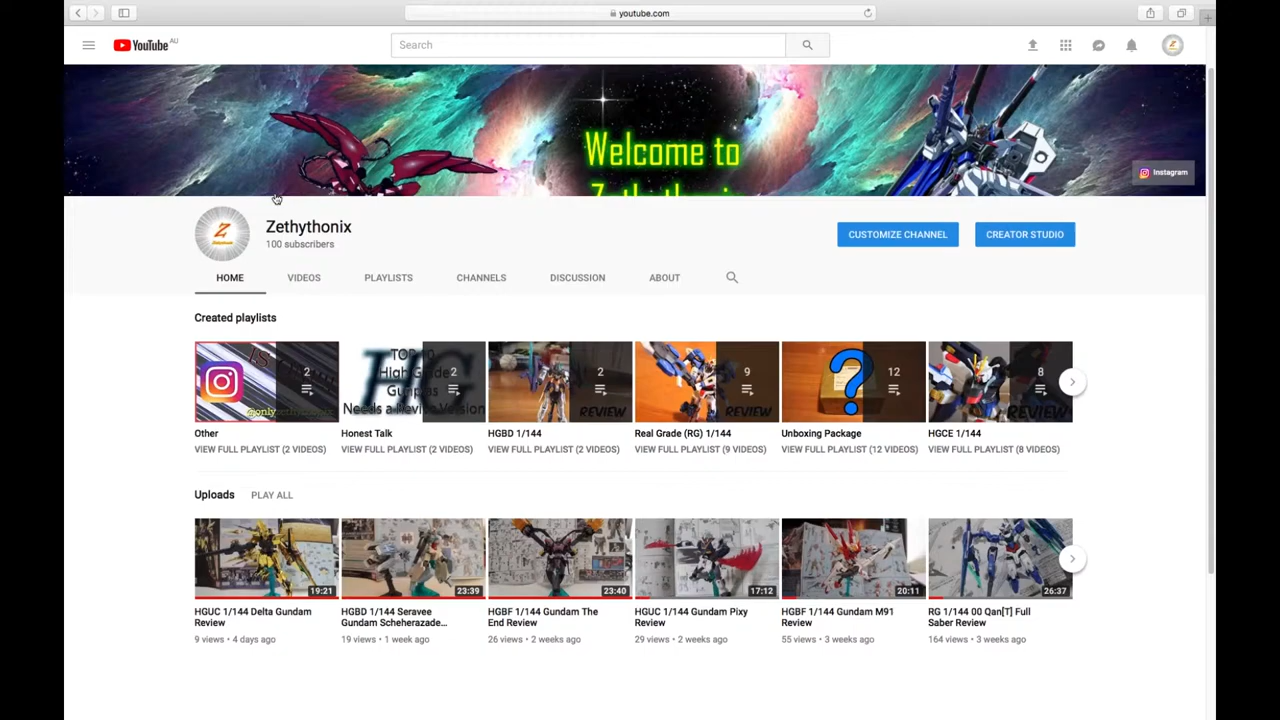 youtube.com
YouTube AU
Search
Welcome to
Instagram
Zethythonix
100 subscribers
CUSTOMIZE CHANNEL
CREATOR STUDIO
HOME
VIDEOS
PLAYLISTS
CHANNELS
DISCUSSION
ABOUT
Created playlists
2
2
2
9
12
8
TOP 10
High Grade
Gunplas
Needs a Revive Version
REVIEW
REVIEW
REVIEW
Other
Honest Talk
HGBD 1/144
Real Grade (RG) 1/144
Unboxing Package
HGCE 1/144
VIEW FULL PLAYLIST (2 VIDEOS)
VIEW FULL PLAYLIST (2 VIDEOS)
VIEW FULL PLAYLIST (2 VIDEOS)
VIEW FULL PLAYLIST (9 VIDEOS)
VIEW FULL PLAYLIST (12 VIDEOS)
VIEW FULL PLAYLIST (8 VIDEOS)
Uploads PLAY ALL
19:21
23:39
23:40
17:12
20:11
26:37
HGUC 1/144 Delta Gundam
Review
9 views • 4 days ago
HGBD 1/144 Seravee
Gundam Scheherazade...
19 views • 1 week ago
HGBF 1/144 Gundam The
End Review
26 views • 2 weeks ago
HGUC 1/144 Gundam Pixy
Review
29 views • 2 weeks ago
HGBF 1/144 Gundam M91
Review
55 views • 3 weeks ago
RG 1/144 00 Qan[T] Full
Saber Review
164 views • 3 weeks ago